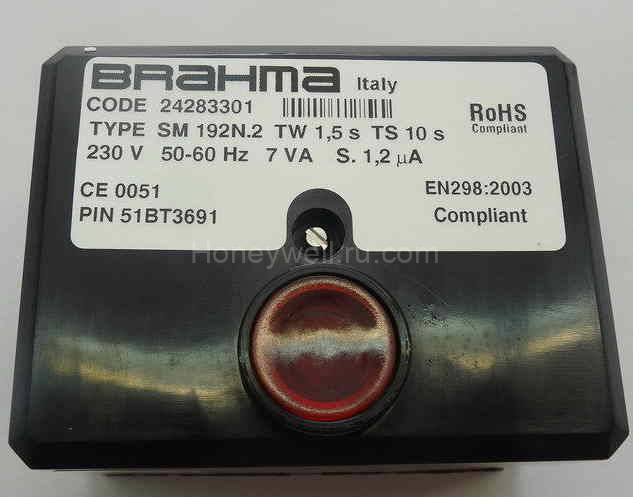 BRAHMA Italy
CODE 24283301
RoHS
Compliant
TYPE SM 192N.2 TW 1,5 s TS 10 s
230 V 50-60 Hz 7 VA S. 1,2 µA
CE 0051
EN298:2003
PIN 51BT3691
Compliant
Honeywell.ru.com